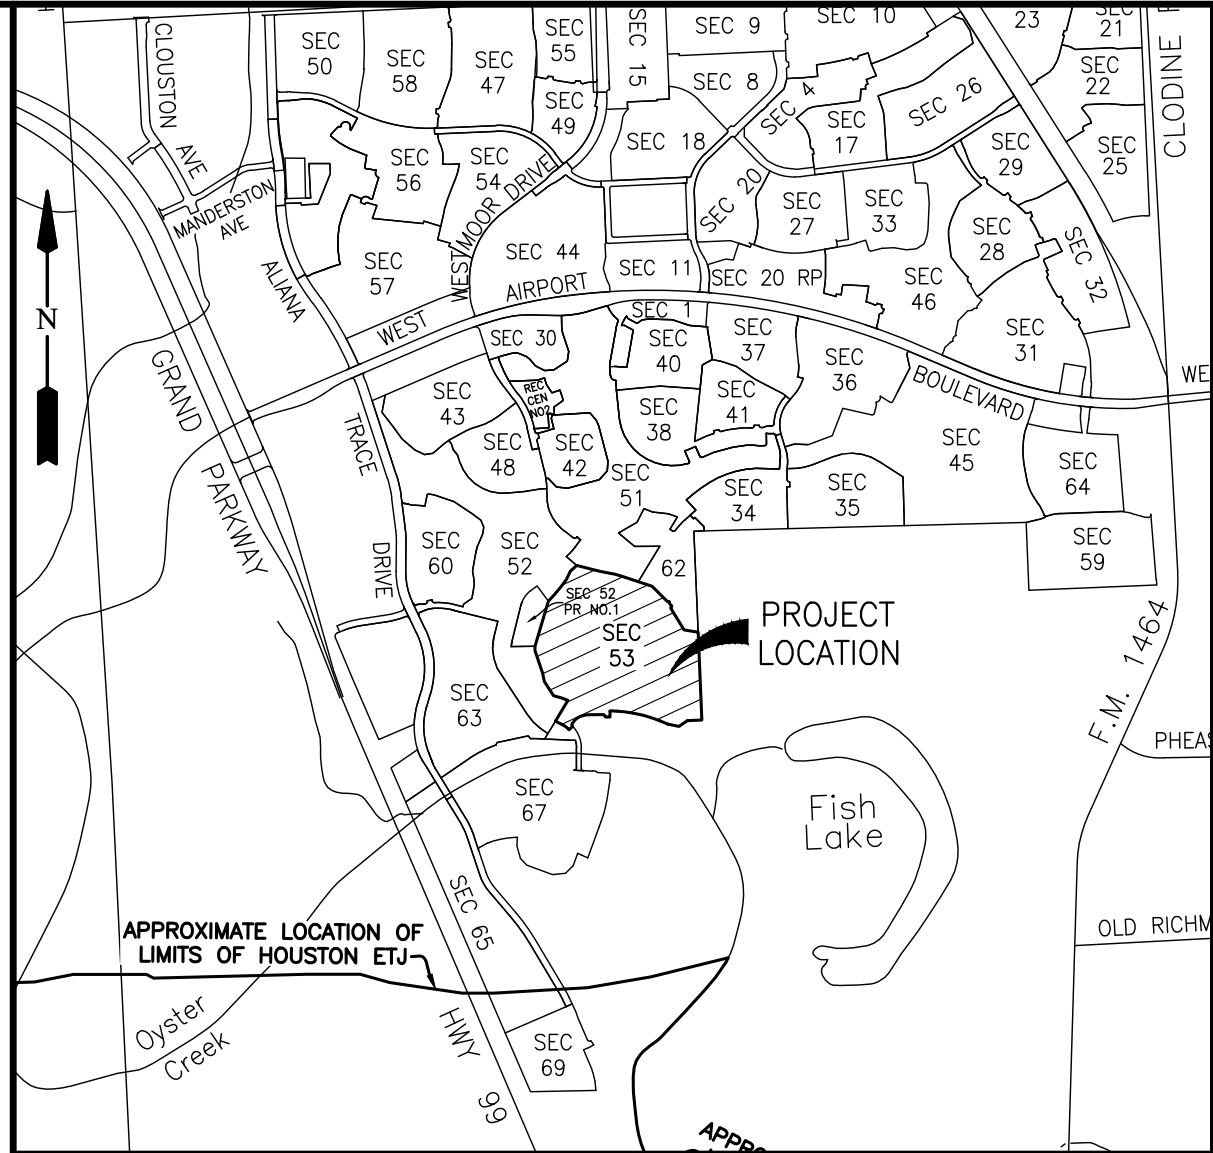 SEC
50
SEC
58
SEC
47
SEC
55
SEC
49
SEC 15
SEC 9
SEC 10
SEC 8
SEC 4
SEC
17
SEC 26
23
SEC
21
SEC
22
SEC
25
SEC
29
CLODINE
CLOUSTON
AVE
MANDERSTON
AVE
SEC
56
SEC
54
WESTMOOR DRIVE
SEC 18
SEC 20
SEC
27
SEC
33
SEC
28
SEC 32
SEC
57
SEC 44
SEC 11
SEC 20 RP
SEC
46
SEC
31
ALIANA
TRACE
DRIVE
WEST
AIRPORT
BOULEVARD
WE
N
GRAND
PARKWAY
SEC 30
SEC 1
SEC
40
SEC
37
SEC
36
SEC
43
REC
CEN
NO2
SEC
38
SEC
41
SEC
45
SEC
48
SEC
42
SEC
51
SEC
34
SEC
35
SEC
64
SEC
59
SEC
60
SEC
52
62
SEC 52
PR NO.1
SEC
53
PROJECT
LOCATION
F.M. 1464
SEC
63
PHEAS
SEC
67
Fish
Lake
SEC 65
APPROXIMATE LOCATION OF
LIMITS OF HOUSTON ETJ
OLD RICHM
Oyster
Creek
HWY 99
SEC
69
APPRO